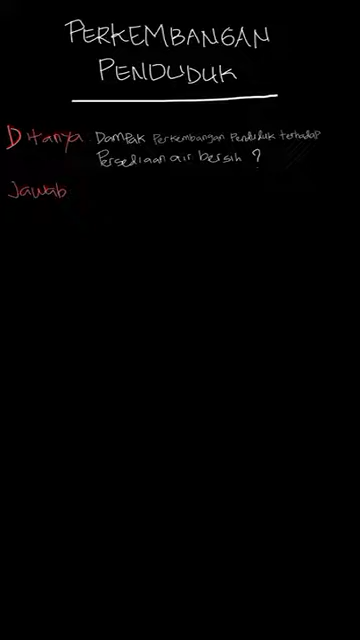 PERKEMBANGAN
PENDUDUK
Ditanya Dampak Perkembangan Penduduk terhadap
Persediaan air bersih ?
Jawab